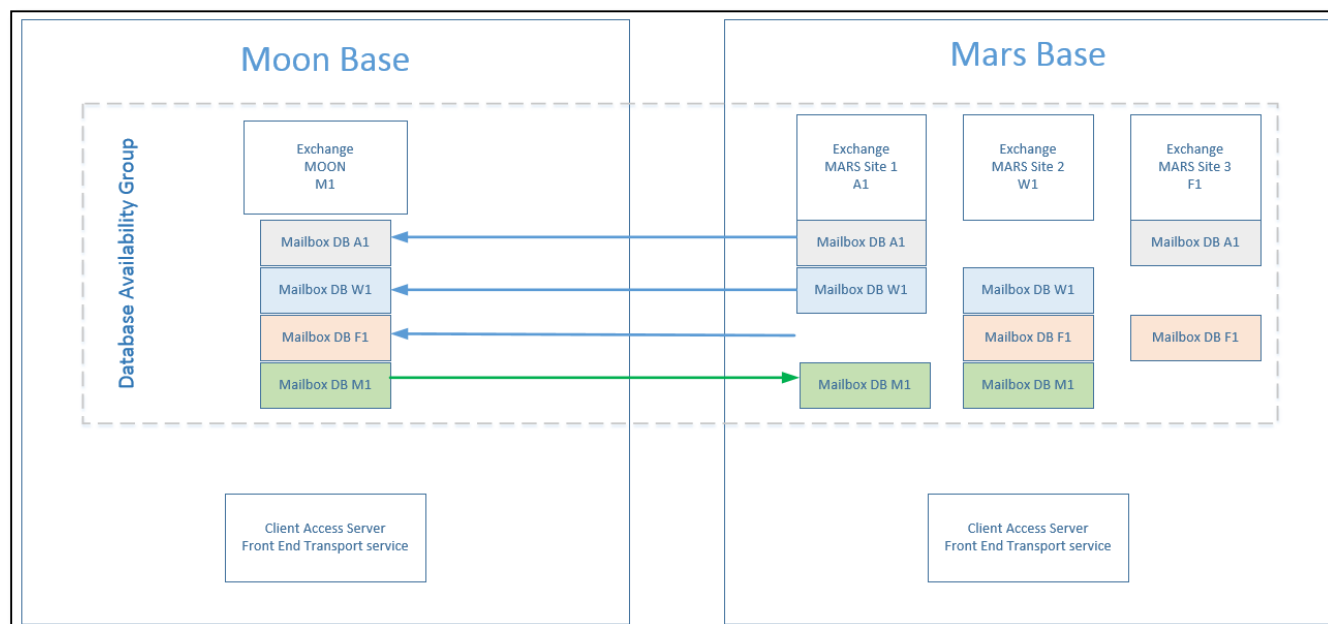 Moon Base
Mars Base
Database Availability Group
Exchange
MOON
M1
Exchange
MARS Site 1
A1
Exchange
MARS Site 2
W1
Exchange
MARS Site 3
F1
Mailbox DB A1
Mailbox DB A1
Mailbox DB A1
Mailbox DB W1
Mailbox DB W1
Mailbox DB W1
Mailbox DB F1
Mailbox DB F1
Mailbox DB F1
Mailbox DB M1
Mailbox DB M1
Mailbox DB M1
Client Access Server
Front End Transport service
Client Access Server
Front End Transport service